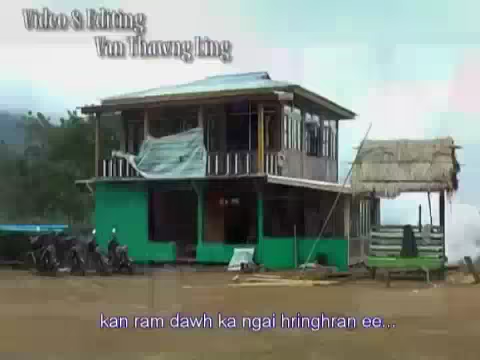 Video & Editing
Van Thawng Ling
kan ram dawh ka ngai hringhran ee...